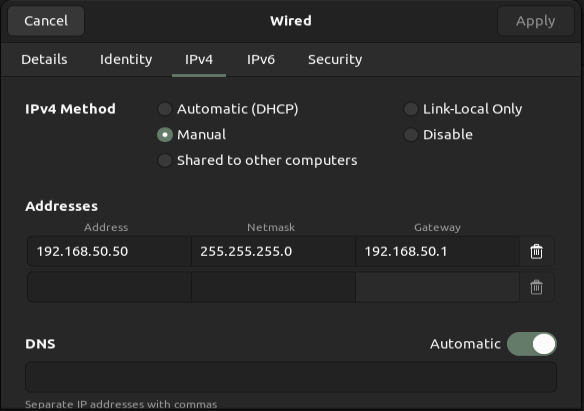 Cancel Wired Apply
Details Identity IPv4 IPv6 Security
IPv4 Method Automatic (DHCP) Link-Local Only
Manual Disable
Shared to other computers
Addresses
Address Netmask Gateway
192.168.50.50 255.255.255.0 192.168.50.1
DNS Automatic
Separate IP addresses with commas